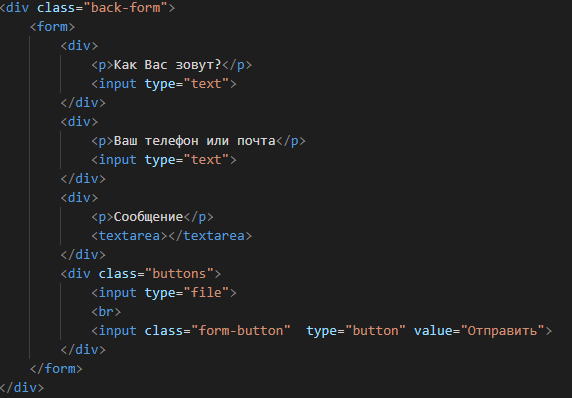 <div class="back-form">
<form>
<div>
<p>Как Вас зовут?</p>
<input type="text">
</div>
<div>
<p>Ваш телефон или почта</p>
<input type="text">
</div>
<div>
<p>Сообщение</p>
<textarea></textarea>
</div>
<div class="buttons">
<input type="file">
<br>
<input class="form-button"  type="button" value="Отправить">
</div>
</form>
</div>